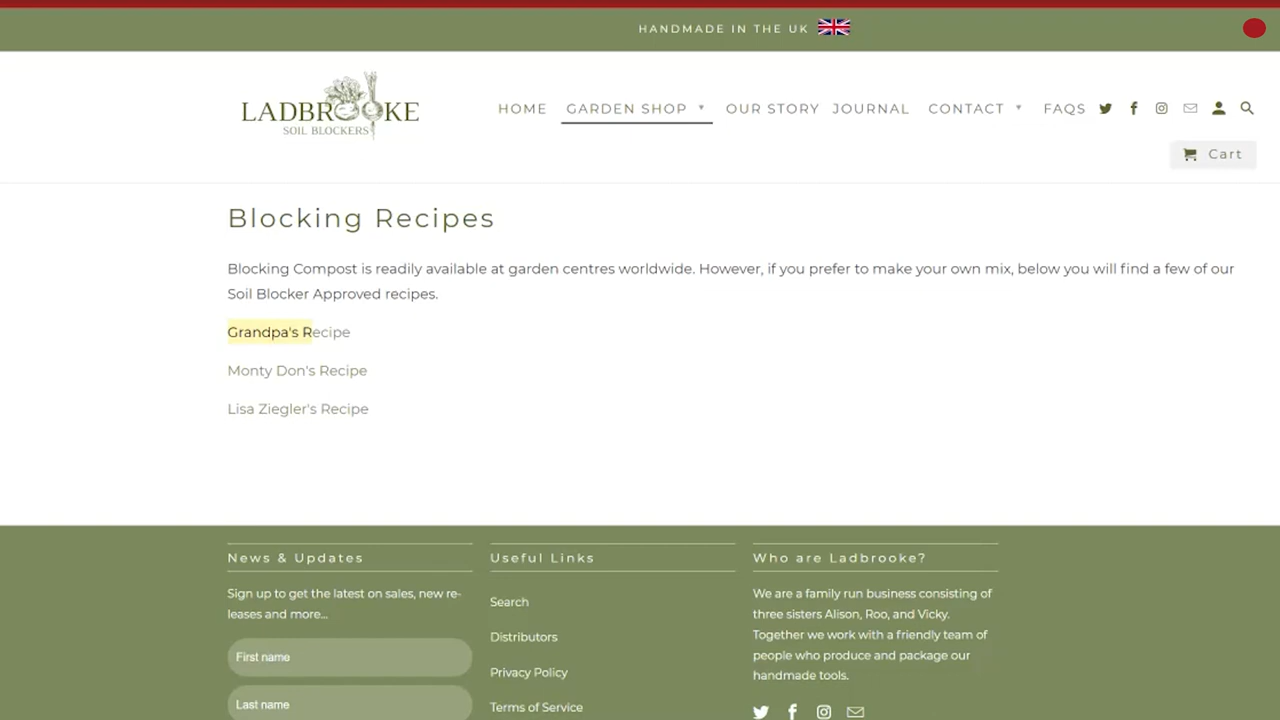 HANDMADE IN THE UK
LADBROOKE
SOIL BLOCKERS
HOME GARDEN SHOP OUR STORY JOURNAL CONTACT FAQS
Cart
Blocking Recipes
Blocking Compost is readily available at garden centres worldwide. However, if you prefer to make your own mix, below you will find a few of our
Soil Blocker Approved recipes.
Grandpa's Recipe
Monty Don's Recipe
Lisa Ziegler's Recipe
News & Updates
Sign up to get the latest on sales, new re-
leases and more...
First name
Last name
Useful Links
Search
Distributors
Privacy Policy
Terms of Service
Who are Ladbrooke?
We are a family run business consisting of
three sisters Alison, Roo, and Vicky.
Together we work with a friendly team of
people who produce and package our
handmade tools.